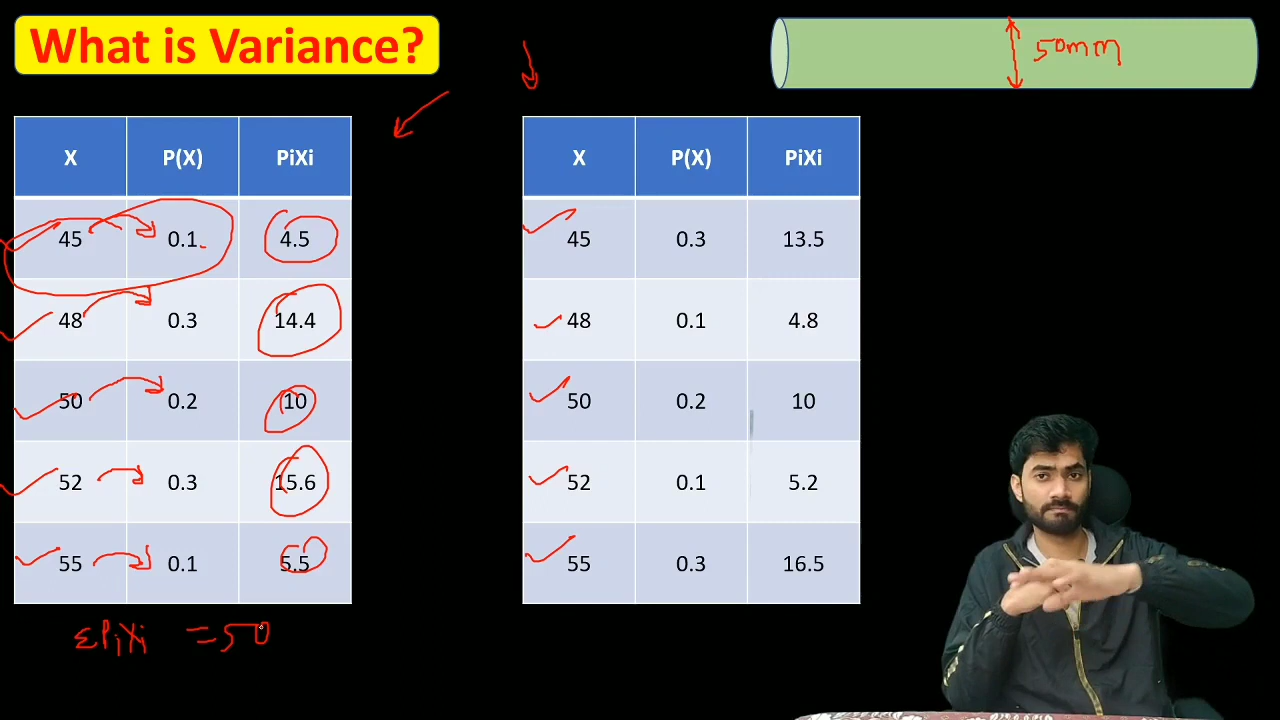 What is Variance?
50mm
X P(X) PiXi
45 0.1 4.5
48 0.3 14.4
50 0.2 10
52 0.3 15.6
55 0.1 5.5
ΣPiXi =50
X P(X) PiXi
45 0.3 13.5
48 0.1 4.8
50 0.2 10
52 0.1 5.2
55 0.3 16.5